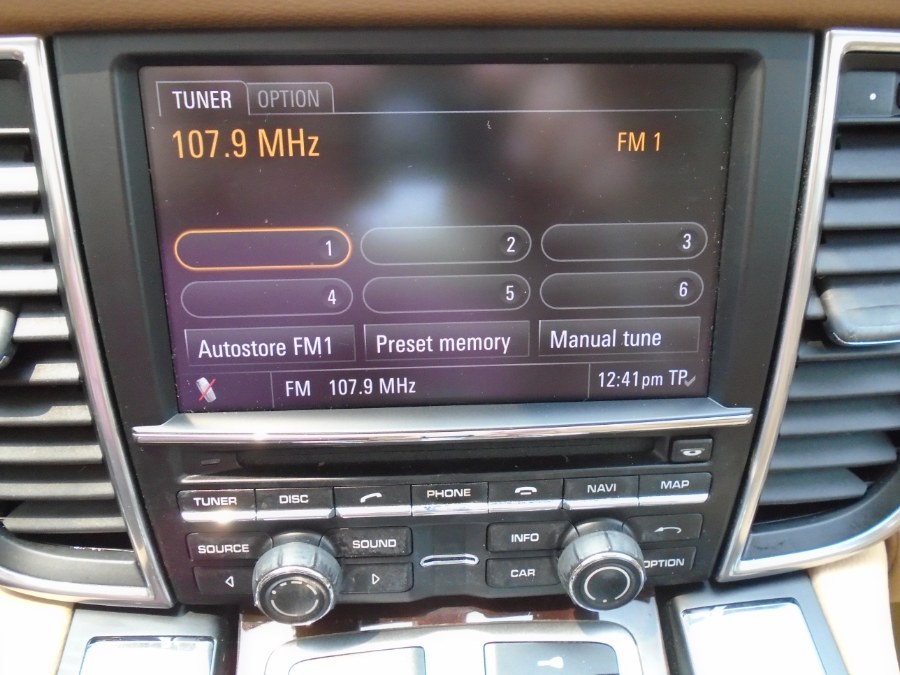 TUNER OPTION
107.9 MHz FM 1
1 2 3
4 5 6
Autostore FM1 Preset memory Manual tune
FM 107.9 MHz 12:41pm TP
TUNER DISC PHONE NAVI MAP
SOURCE SOUND INFO
CAR OPTION